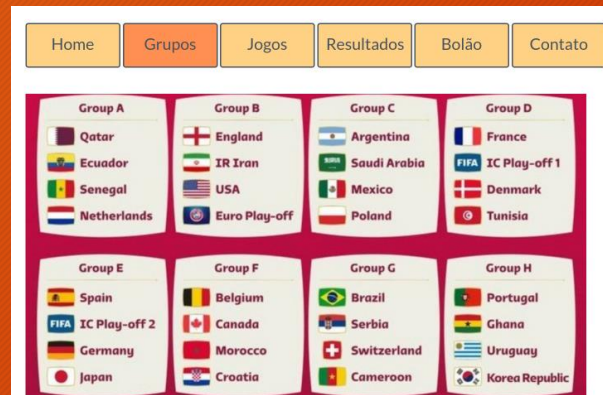 Home Grupos Jogos Resultados Bolão Contato
Group A
Qatar
Ecuador
Senegal
Netherlands
Group B
England
IR Iran
USA
Euro Play-off
Group C
Argentina
Saudi Arabia
Mexico
Poland
Group D
France
FIFA IC Play-off 1
Denmark
Tunisia
Group E
Spain
FIFA IC Play-off 2
Germany
Japan
Group F
Belgium
Canada
Morocco
Croatia
Group G
Brazil
Serbia
Switzerland
Cameroon
Group H
Portugal
Ghana
Uruguay
Korea Republic